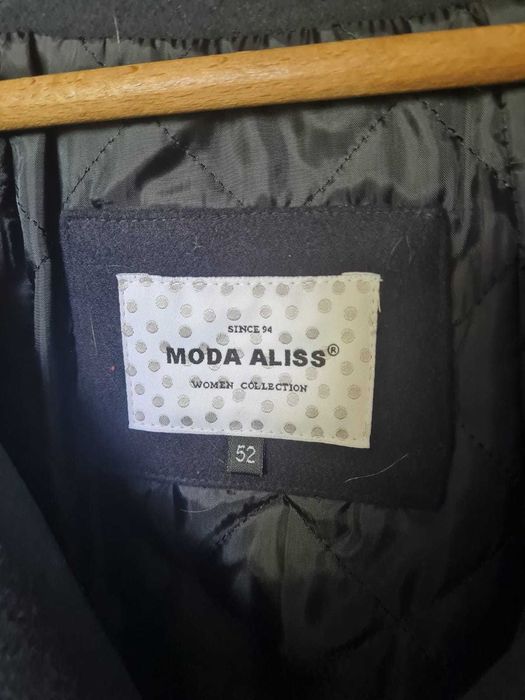 SINCE 94
MODA ALISS®
WOMEN COLLECTION
52